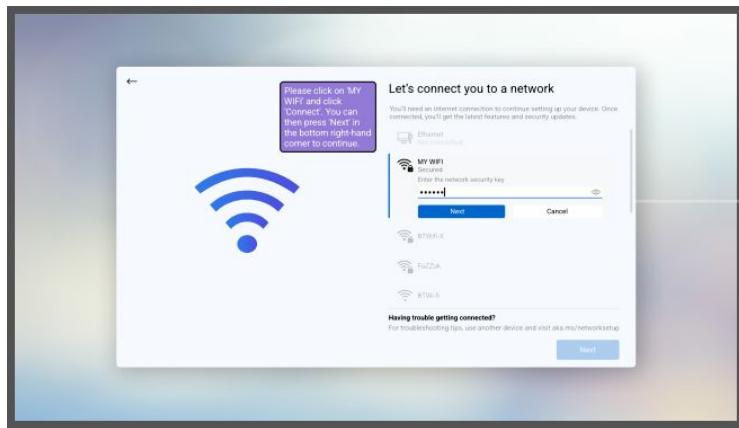 Please click on 'MY
WIFI' and click
'Connect'. You can
then press 'Next' in
the bottom right-hand
corner to continue.
Let's connect you to a network
You'll need an internet connection to continue setting up your device. Once
connected, you'll get the latest features and security updates.
Ethernet
Not connected
MY WIFI
Secured
Enter the network security key
••••••
Next Cancel
BTWifi-X
FizZuk
BTWi-fi
Having trouble getting connected?
For troubleshooting tips, use another device and visit aka.ms/networksetup
Next